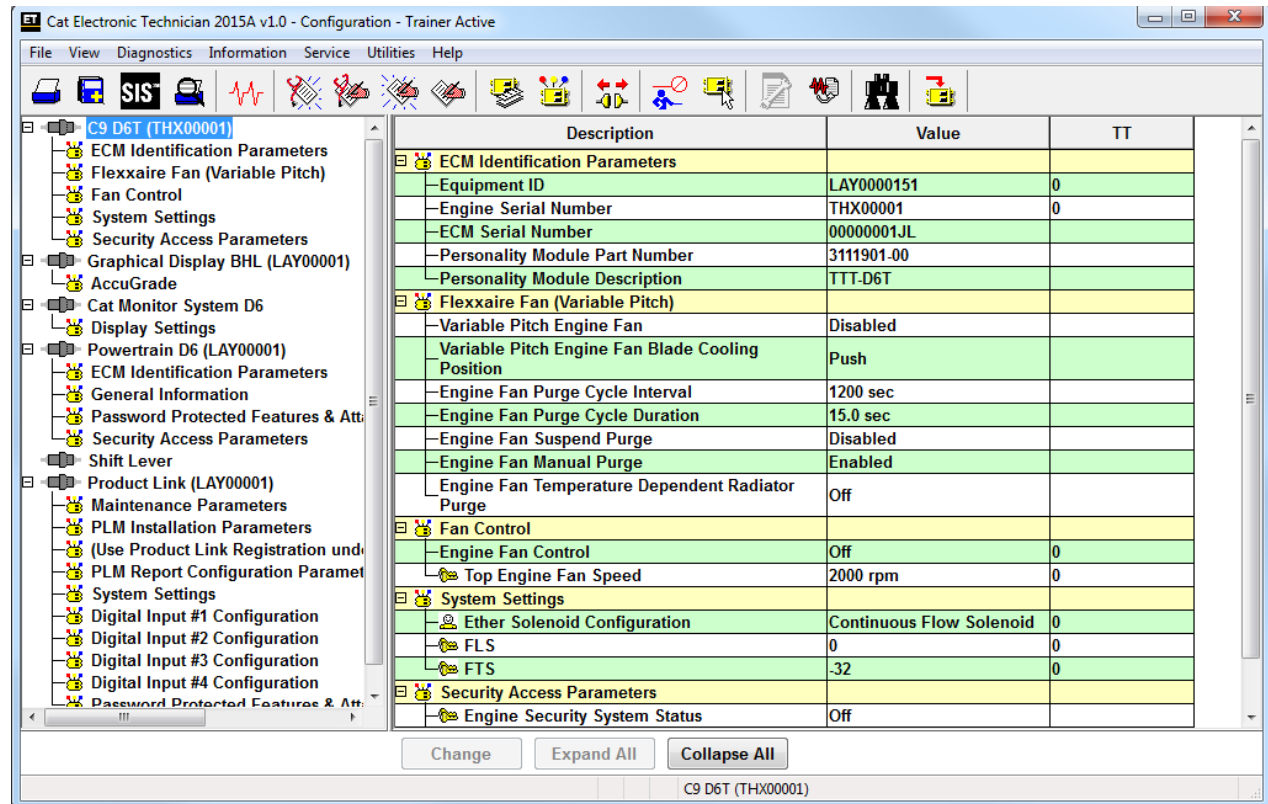 Cat Electronic Technician 2015A v1.0 - Configuration - Trainer Active
File View Diagnostics Information Service Utilities Help
SIS
C9 D6T (THX00001)
ECM Identification Parameters
Flexxaire Fan (Variable Pitch)
Fan Control
System Settings
Security Access Parameters
Graphical Display BHL (LAY00001)
AccuGrade
Cat Monitor System D6
Display Settings
Powertrain D6 (LAY00001)
ECM Identification Parameters
General Information
Password Protected Features & Atta
Security Access Parameters
Shift Lever
Product Link (LAY00001)
Maintenance Parameters
PLM Installation Parameters
(Use Product Link Registration unde
PLM Report Configuration Paramet
System Settings
Digital Input #1 Configuration
Digital Input #2 Configuration
Digital Input #3 Configuration
Digital Input #4 Configuration
Password Protected Features & Att
Description Value TT
ECM Identification Parameters
Equipment ID LAY0000151 0
Engine Serial Number THX00001 0
ECM Serial Number 00000001JL
Personality Module Part Number 3111901-00
Personality Module Description TTT-D6T
Flexxaire Fan (Variable Pitch)
Variable Pitch Engine Fan Disabled
Variable Pitch Engine Fan Blade Cooling
Position Push
Engine Fan Purge Cycle Interval 1200 sec
Engine Fan Purge Cycle Duration 15.0 sec
Engine Fan Suspend Purge Disabled
Engine Fan Manual Purge Enabled
Engine Fan Temperature Dependent Radiator
Purge Off
Fan Control
Engine Fan Control Off 0
Top Engine Fan Speed 2000 rpm 0
System Settings
Ether Solenoid Configuration Continuous Flow Solenoid 0
FLS 0 0
FTS -32 0
Security Access Parameters
Engine Security System Status Off
Change Expand All Collapse All
C9 D6T (THX00001)